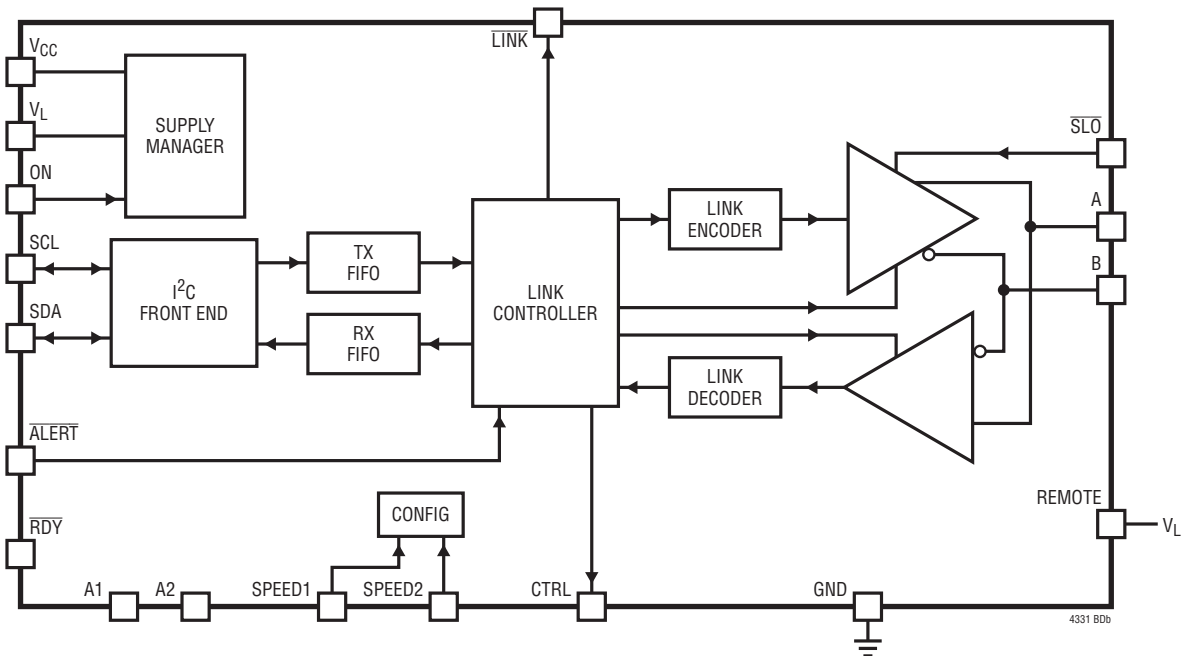 LINK
VCC
VL
ON
SUPPLY
MANAGER
SLO
A
B
SCL
SDA
I2C
FRONT END
TX
FIFO
RX
FIFO
LINK
CONTROLLER
LINK
ENCODER
LINK
DECODER
ALERT
RDY
CONFIG
REMOTE
VL
A1
A2
SPEED1
SPEED2
CTRL
GND
4331 BDb